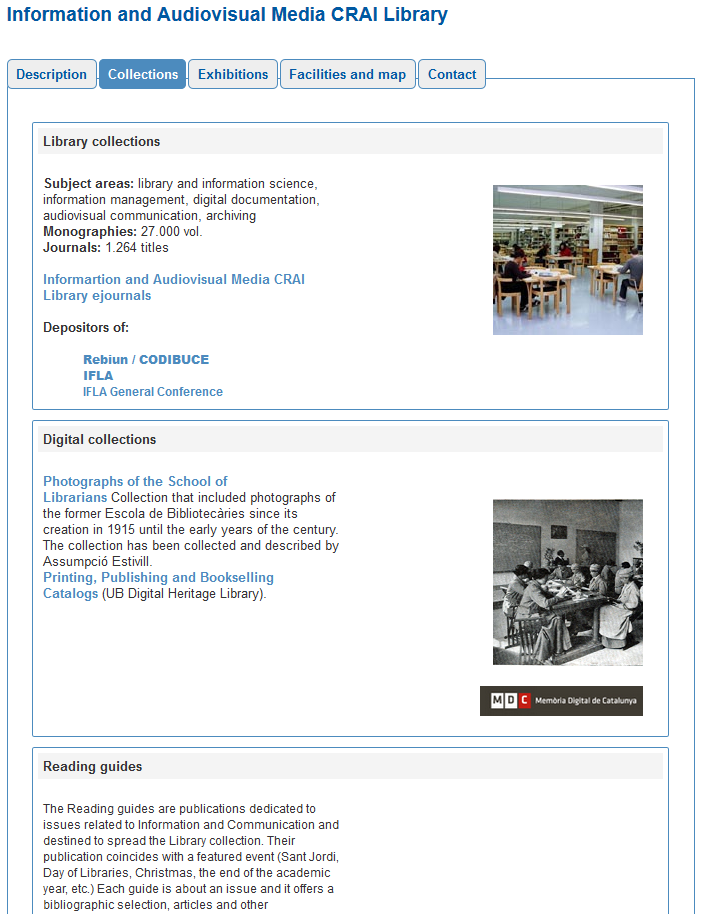 Information and Audiovisual Media CRAI Library
Description
Collections
Exhibitions
Facilities and map
Contact
Library collections
Subject areas: library and information science,
information management, digital documentation,
audiovisual communication, archiving
Monographies: 27.000 vol.
Journals: 1.264 titles
Informartion and Audiovisual Media CRAI
Library ejournals
Depositors of:
Rebiun / CODIBUCE
IFLA
IFLA General Conference
Digital collections
Photographs of the School of
Librarians Collection that included photographs of
the former Escola de Bibliotecàries since its
creation in 1915 until the early years of the century.
The collection has been collected and described by
Assumpció Estivill.
Printing, Publishing and Bookselling
Catalogs (UB Digital Heritage Library).
MDC Memòria Digital de Catalunya
Reading guides
The Reading guides are publications dedicated to
issues related to Information and Communication and
destined to spread the Library collection. Their
publication coincides with a featured event (Sant Jordi,
Day of Libraries, Christmas, the end of the academic
year, etc.) Each guide is about an issue and it offers a
bibliographic selection, articles and other